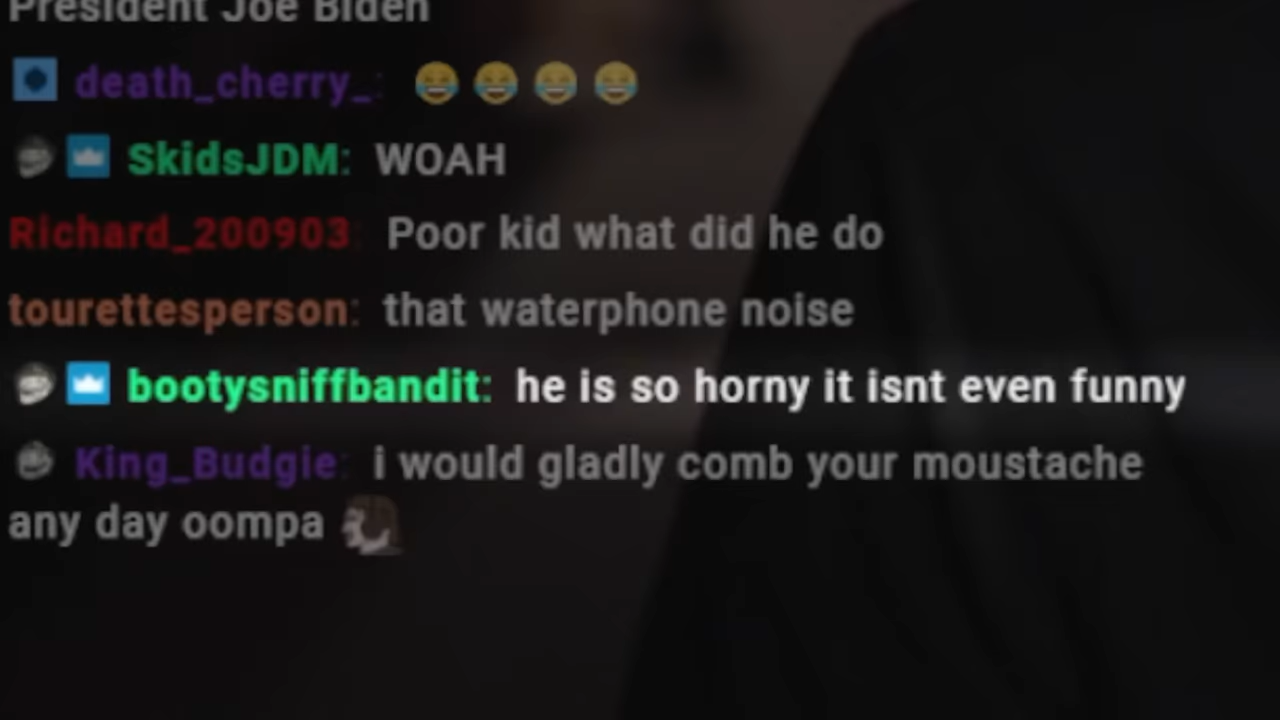 President Joe Biden
death_cherry_: 😂 😂 😂 😂
SkidsJDM: WOAH
Richard_200903: Poor kid what did he do
tourettesperson: that waterphone noise
bootysniffbandit: he is so horny it isnt even funny
King_Budgie: i would gladly comb your moustache
any day oompa